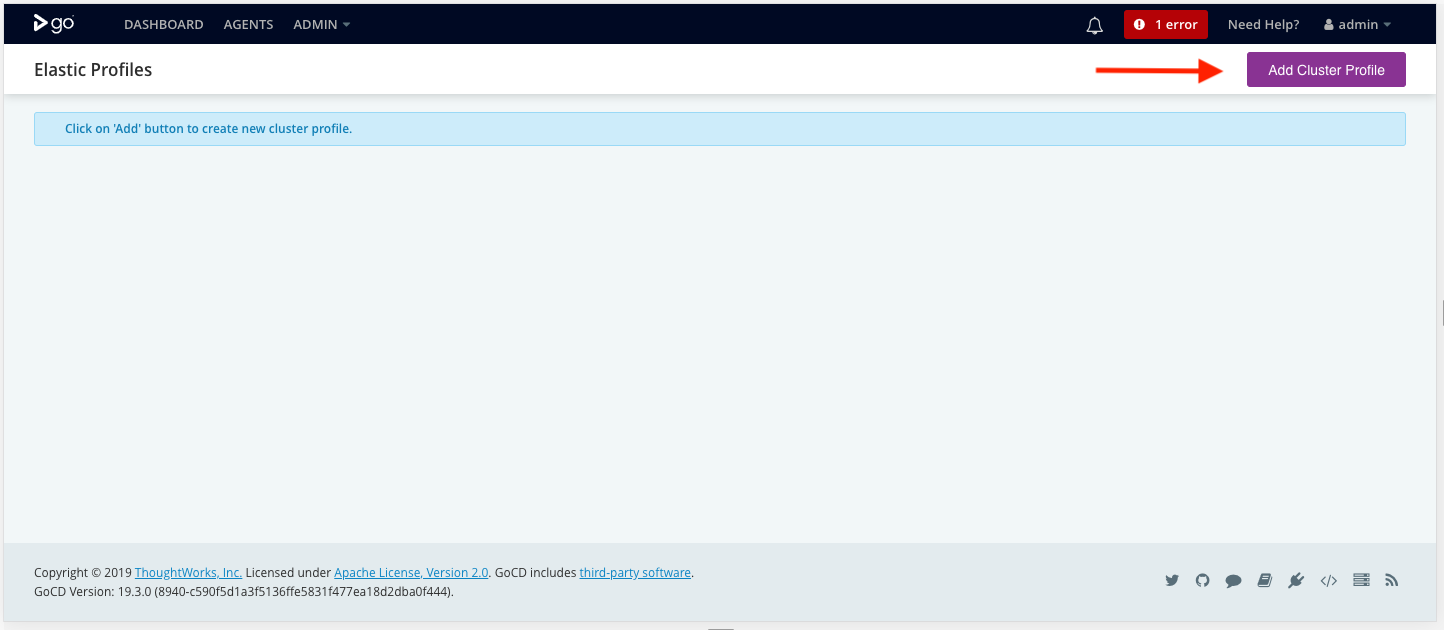 go DASHBOARD AGENTS ADMIN 1 error Need Help? admin
Elastic Profiles Add Cluster Profile
Click on 'Add' button to create new cluster profile.
Copyright © 2019 ThoughtWorks, Inc. Licensed under Apache License, Version 2.0. GoCD includes third-party software.
GoCD Version: 19.3.0 (8940-c590f5d1a3f5136ffe5831f477ea18d2dba0f444).